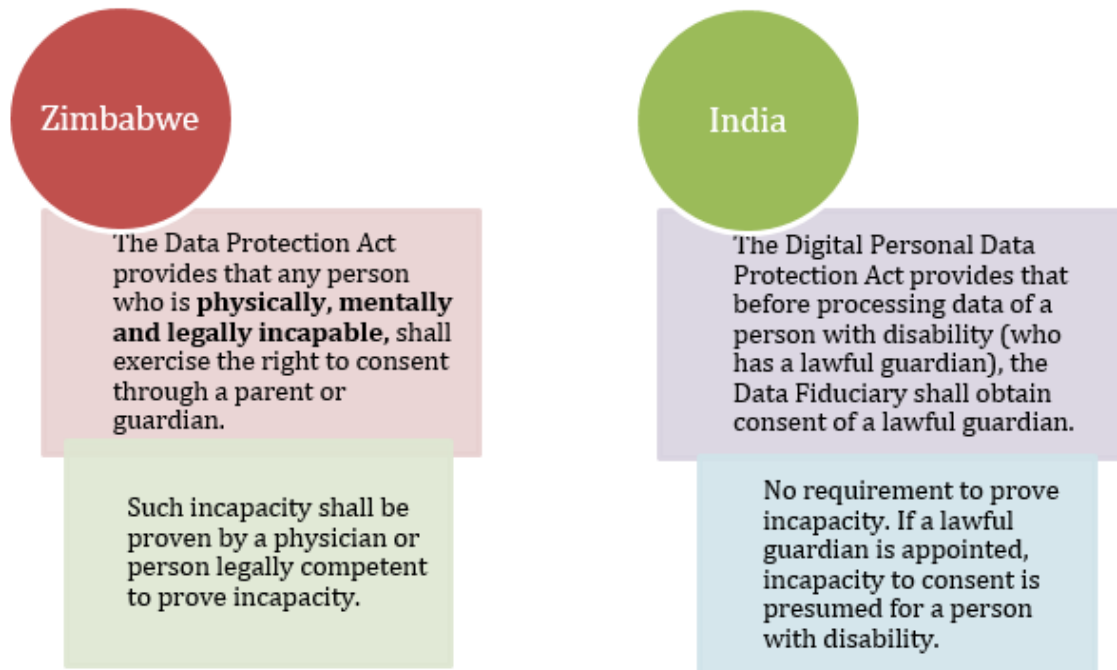 Zimbabwe
The Data Protection Act
provides that any person
who is physically, mentally
and legally incapable, shall
exercise the right to consent
through a parent or
guardian.
Such incapacity shall be
proven by a physician or
person legally competent
to prove incapacity.
India
The Digital Personal Data
Protection Act provides that
before processing data of a
person with disability (who
has a lawful guardian), the
Data Fiduciary shall obtain
consent of a lawful guardian.
No requirement to prove
incapacity. If a lawful
guardian is appointed,
incapacity to consent is
presumed for a person
with disability.